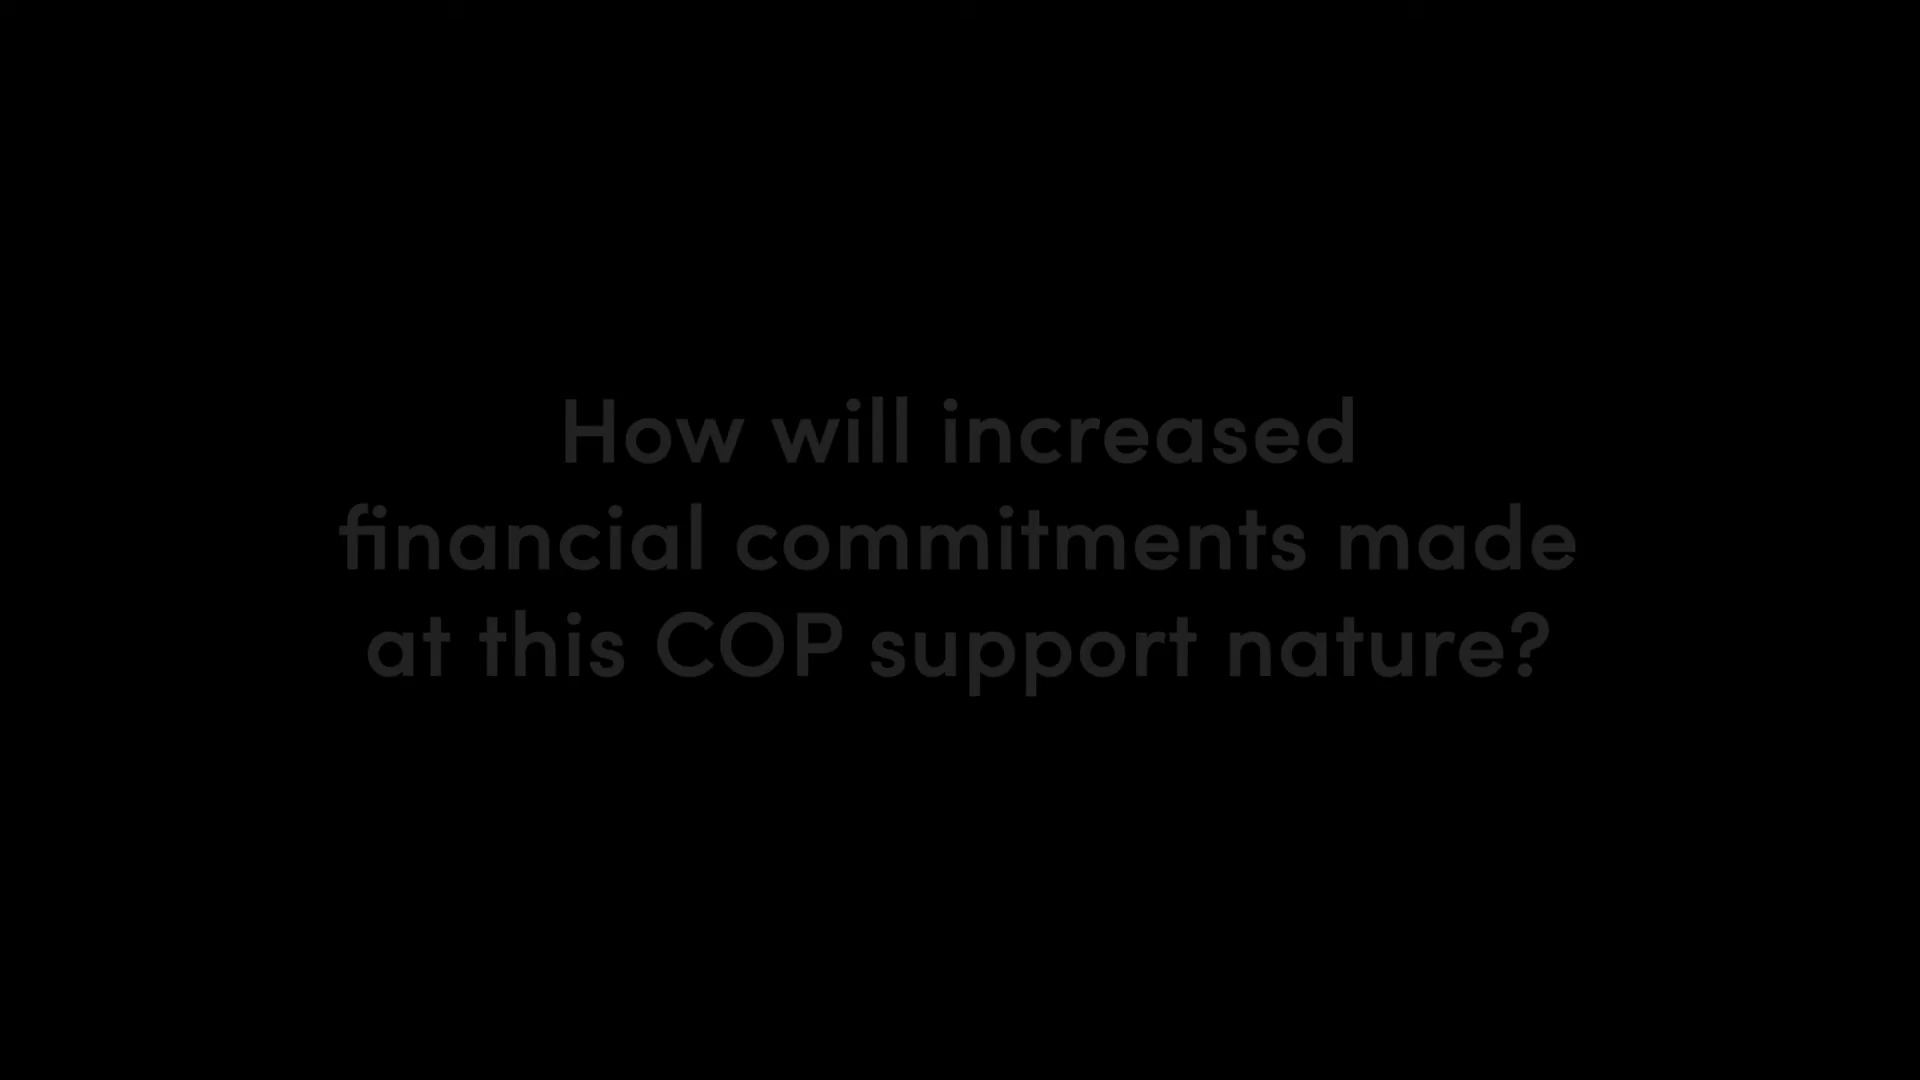 How will increased
financial commitments made
at this COP support nature?